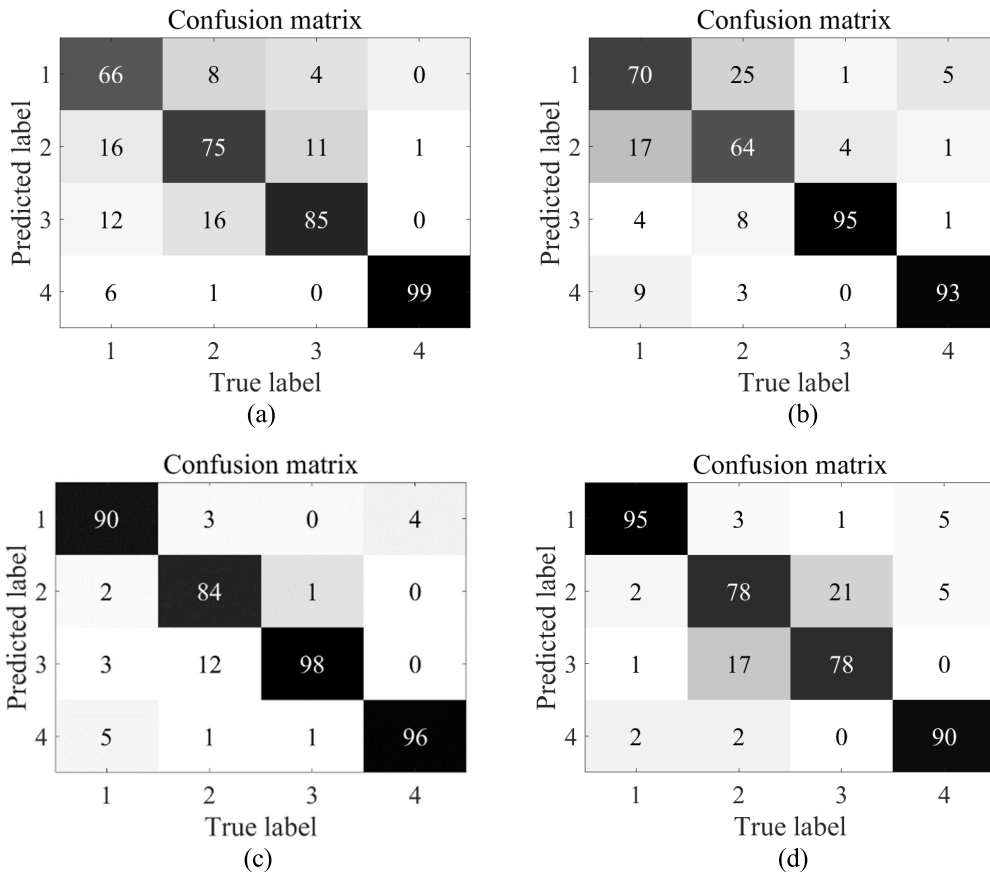 Confusion matrix
1 66 8 4 0
2 16 75 11 1
3 12 16 85 0
4 6 1 0 99
1 2 3 4
Predicted label
True label
(a)
Confusion matrix
1 70 25 1 5
2 17 64 4 1
3 4 8 95 1
4 9 3 0 93
1 2 3 4
Predicted label
True label
(b)
Confusion matrix
1 90 3 0 4
2 2 84 1 0
3 3 12 98 0
4 5 1 1 96
1 2 3 4
Predicted label
True label
(c)
Confusion matrix
1 95 3 1 5
2 2 78 21 5
3 1 17 78 0
4 2 2 0 90
1 2 3 4
Predicted label
True label
(d)